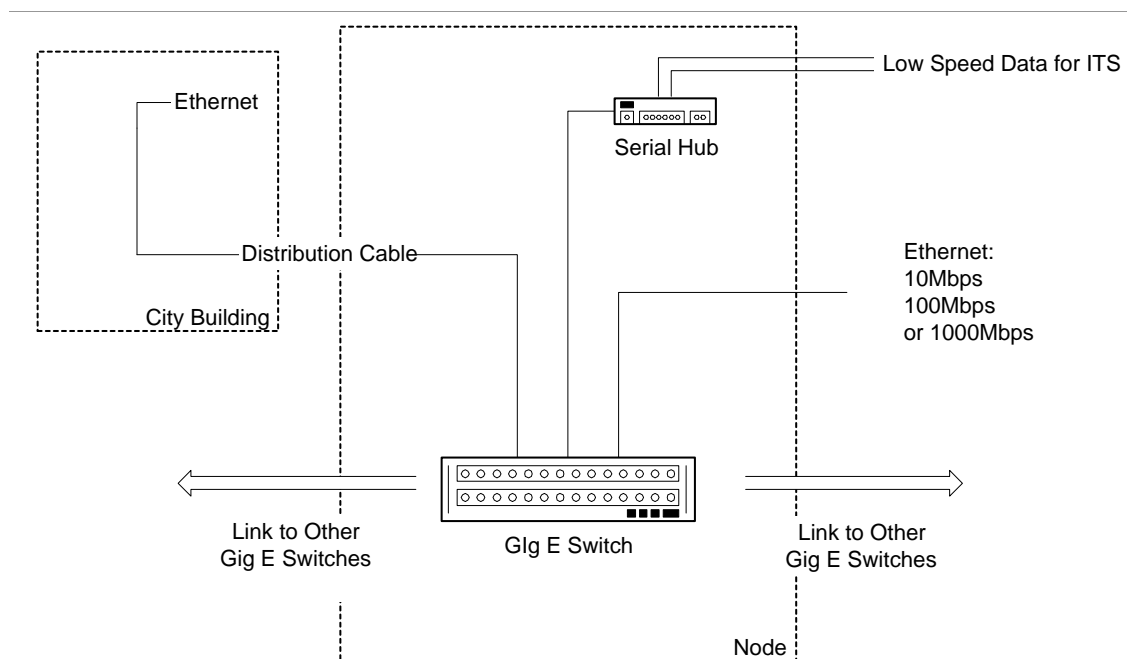 Low Speed Data for ITS
Ethernet
Serial Hub
Distribution Cable
Ethernet:
10Mbps
100Mbps
or 1000Mbps
City Building
Link to Other
Gig E Switches
GIg E Switch
Link to Other
Gig E Switches
Node